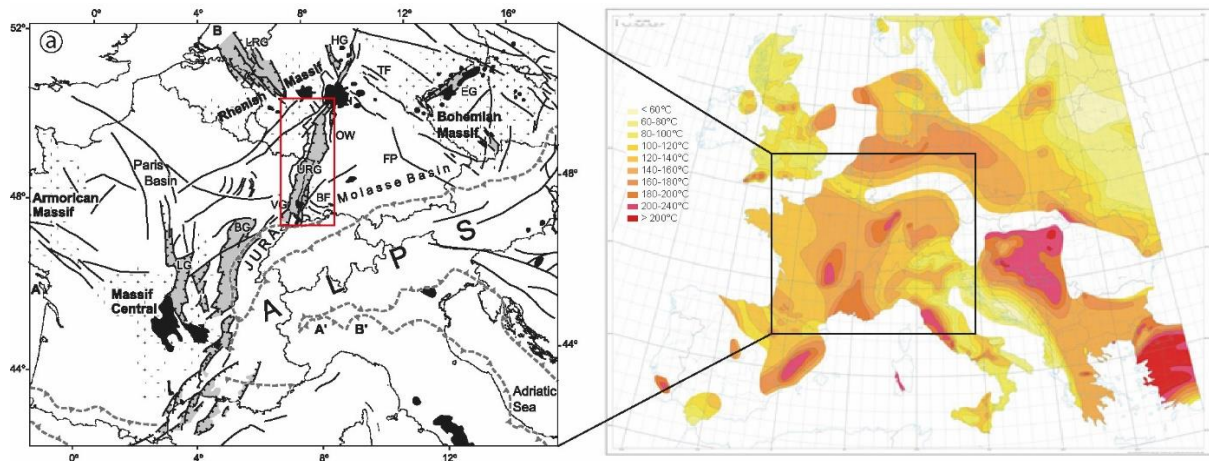 0°
4°
8°
12°
16°
52°
a
B
LRG
HG
Rhenish Massif
TF
EG
Bohemian
Massif
OW
Paris
Basin
URG
FP
48°
48°
Armorican
Massif
VG
BF
Molasse Basin
BG
JURA
LG
A
Massif
Central
ALPS
A'
B'
44°
44°
Adriatic
Sea
0°
4°
8°
12°
< 60°C
60-80°C
80-100°C
100-120°C
120-140°C
140-160°C
160-180°C
180-200°C
200-240°C
> 200°C